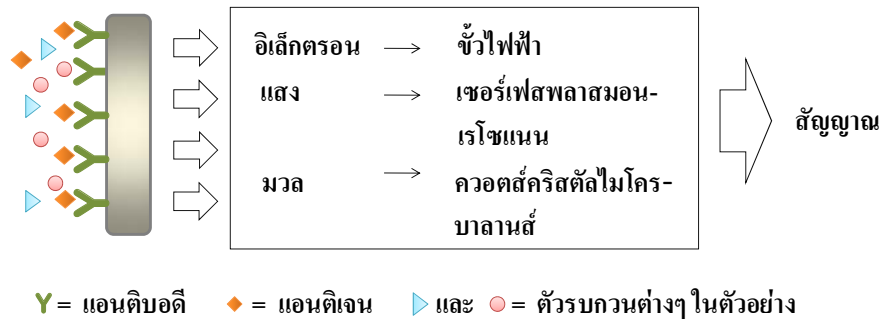 อิเล็กตรอน ⟶ ขั้วไฟฟ้า
แสง ⟶ เซอร์เฟสพลาสมอน-
เรโซแนนน
มวล ⟶ ควอตส์คริสตัลไมโคร-
บาลานส์
สัญญาณ
= แอนติบอดี = แอนติเจน และ = ตัวรบกวนต่างๆ ในตัวอย่าง